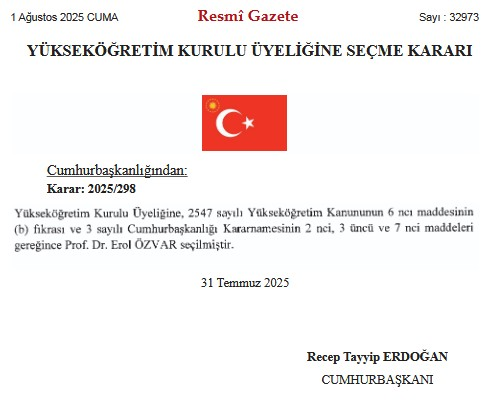 1 Ağustos 2025 CUMA Resmî Gazete Sayı : 32973
YÜKSEKÖĞRETİM KURULU ÜYELİĞİNE SEÇME KARARI
Cumhurbaşkanlığından:
Karar: 2025/298
Yükseköğretim Kurulu Üyeliğine, 2547 sayılı Yükseköğretim Kanununun 6 ncı maddesinin
(b) fıkrası ve 3 sayılı Cumhurbaşkanlığı Kararnamesinin 2 nci, 3 üncü ve 7 nci maddeleri
gereğince Prof. Dr. Erol ÖZVAR seçilmiştir.
31 Temmuz 2025
Recep Tayyip ERDOĞAN
CUMHURBAŞKANI